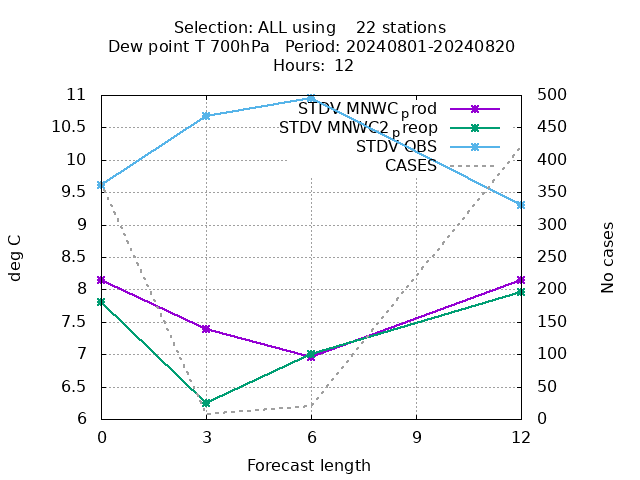 Selection: ALL using    22 stations
Dew point T 700hPa   Period: 20240801-20240820
Hours: 12
STDV MNWC_prod
STDV MNWC2_preop
STDV OBS
CASES
11
10.5
10
9.5
9
8.5
8
7.5
7
6.5
6
500
450
400
350
300
250
200
150
100
50
0
deg C
No cases
0 3 6 9 12
Forecast length